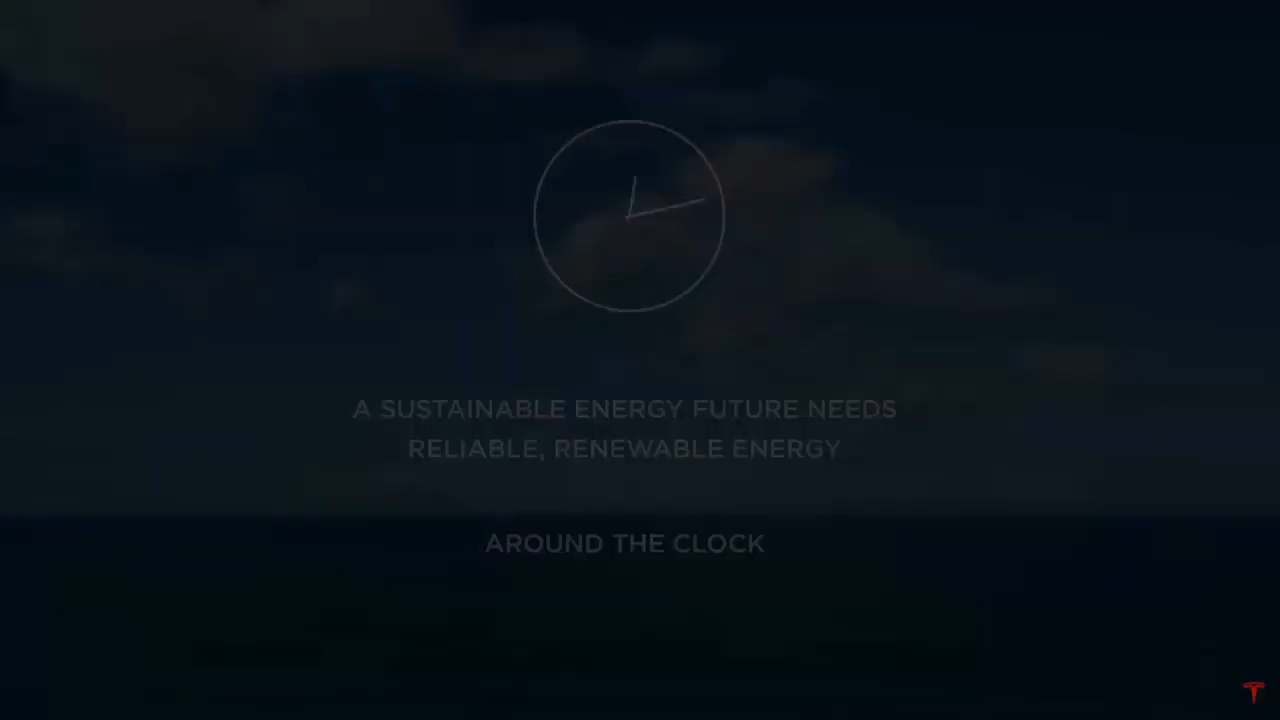 A SUSTAINABLE ENERGY FUTURE NEEDS
RELIABLE, RENEWABLE ENERGY
AROUND THE CLOCK